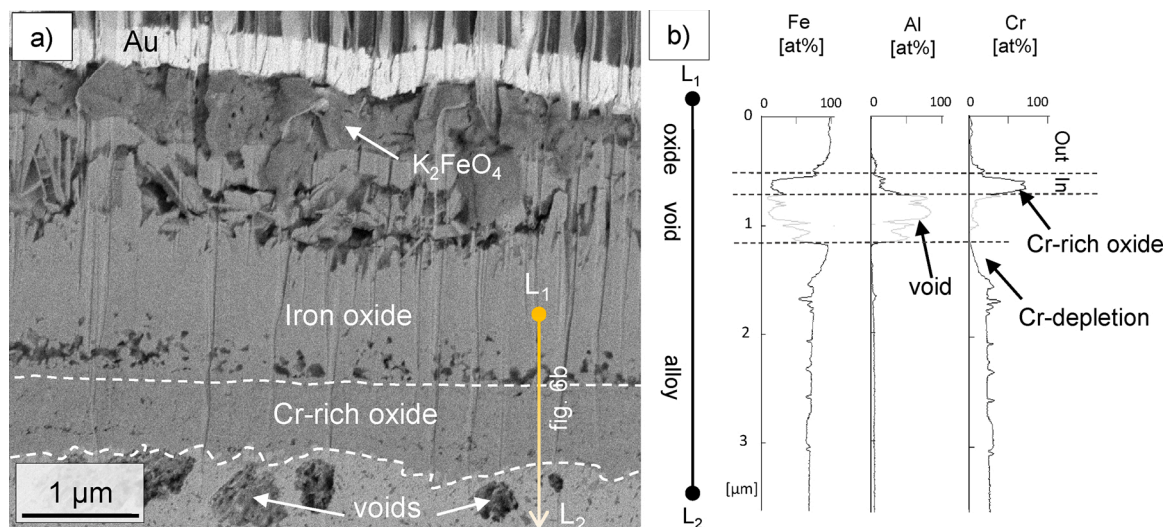 a)
Au
K₂FeO₄
L₁
Iron oxide
fig. 6b
Cr-rich oxide
1 µm
voids
L₂
b)
Fe
[at%]
Al
[at%]
Cr
[at%]
L₁
oxide
void
alloy
L₂
0 100
0 100
0 100
0
1
2
3
[µm]
Out
In
Cr-rich oxide
void
Cr-depletion